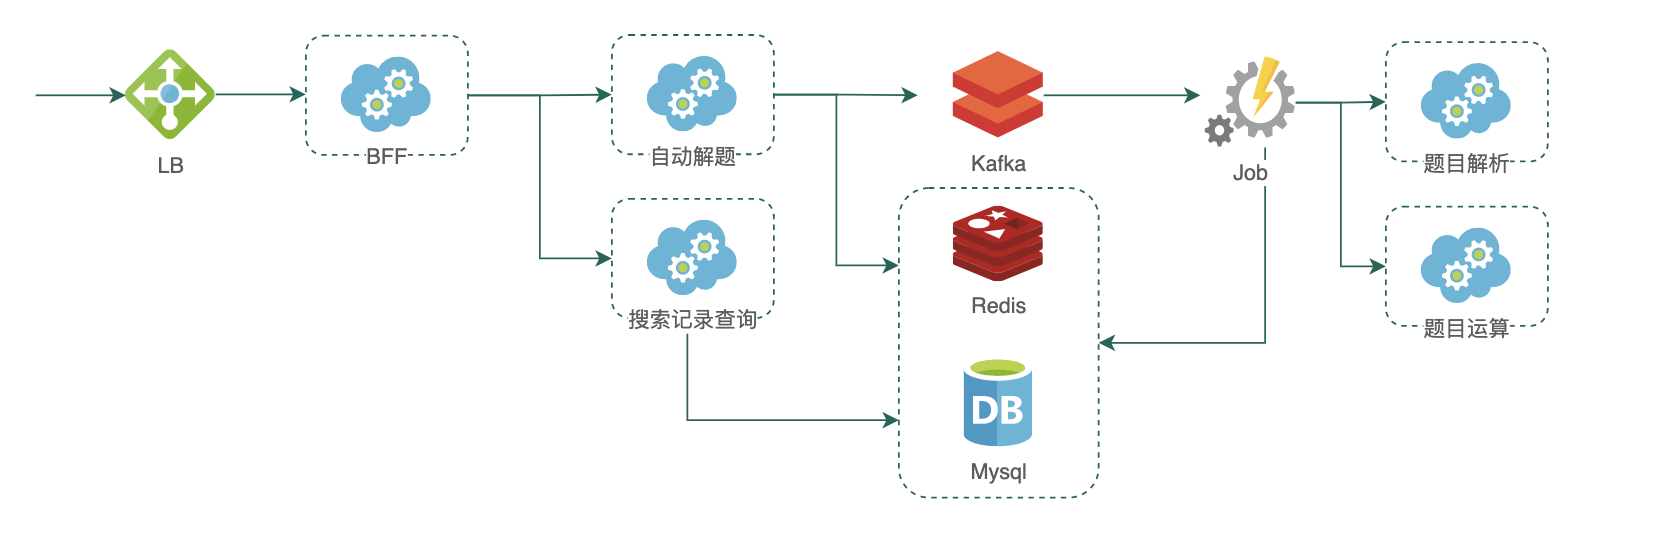 LB
BFF
自动解题
搜索记录查询
Kafka
Redis
DB
Mysql
Job
题目解析
题目运算